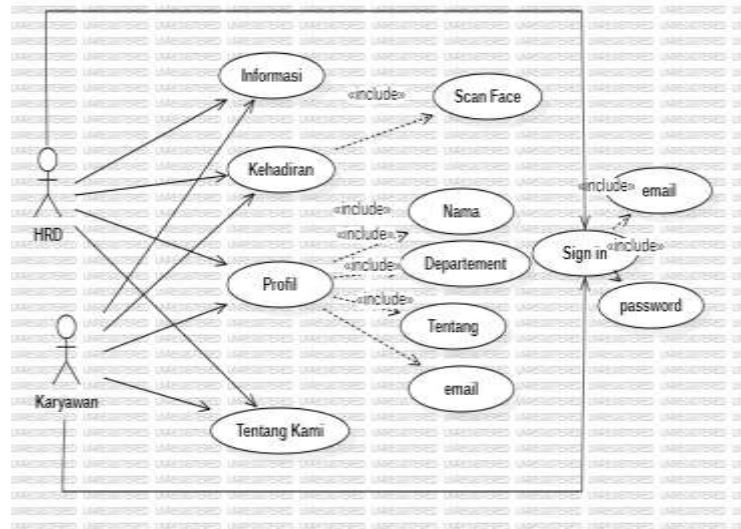 Informasi
«include»
Scan Face
Kehadiran
HRD
«include»
Nama
«include»
«include»
Departement
Profil
«include»
Tentang
email
Sign in
«include»
email
«include»
password
Karyawan
Tentang Kami
UNREGISTERED